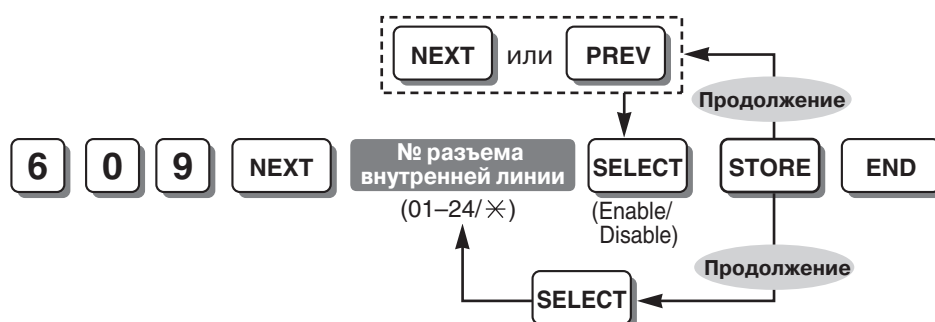 NEXT или PREV
Продолжение
6 0 9 NEXT № разъема внутренней линии SELECT STORE END
(01–24/✳)
(Enable/
Disable)
Продолжение
SELECT